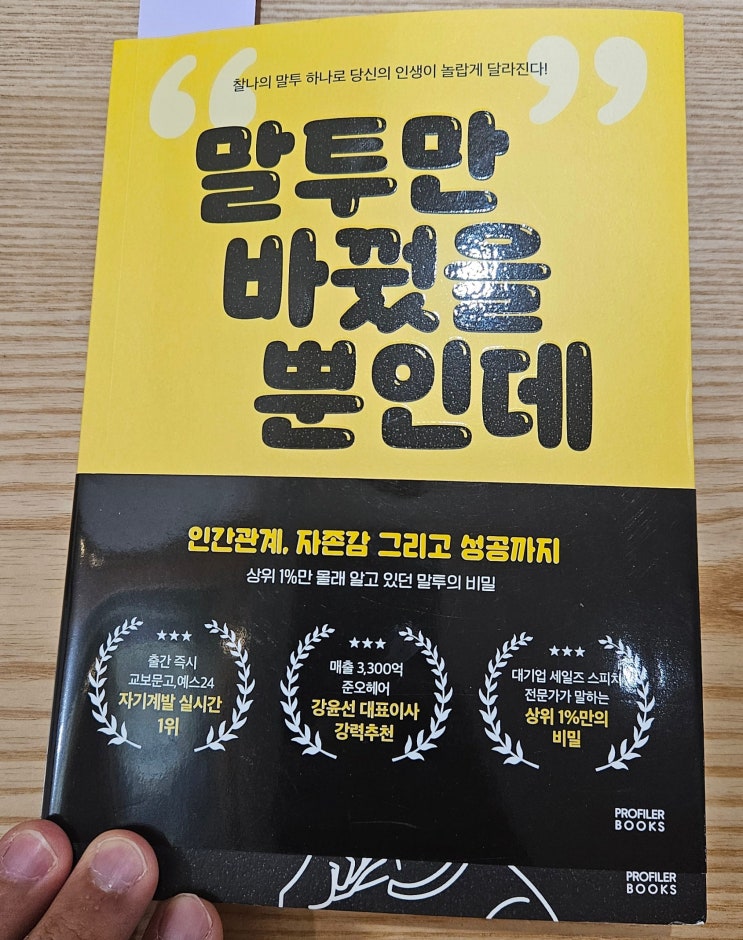 찰나의 말투 하나로 당신의 인생이 놀랍게 달라진다!
“말투만
바꿨을
뿐인데”
인간관계, 자존감 그리고 성공까지
상위 1%만 몰래 알고 있던 말투의 비밀
출간 즉시
교보문고, 예스24
자기계발 실시간
1위
매출 3,300억
준오헤어
강윤선 대표이사
강력추천
대기업 세일즈 스피치
전문가가 말하는
상위 1%만의
비밀
PROFILER
BOOKS
PROFILER
BOOKS